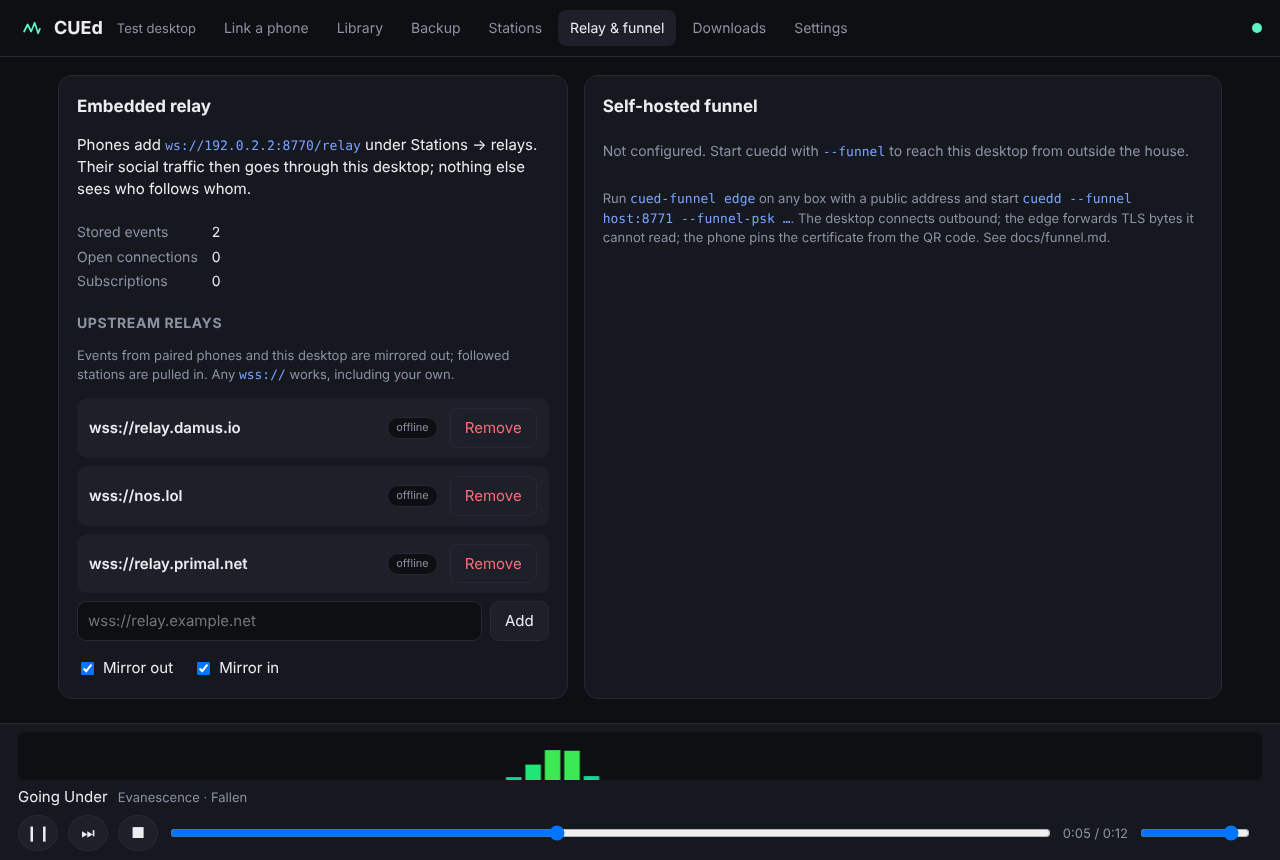 CUEd Test desktop Link a phone Library Backup Stations Relay & funnel Downloads Settings
Embedded relay
Phones add ws://192.0.2.2:8770/relay under Stations → relays.
Their social traffic then goes through this desktop; nothing else
sees who follows whom.
Stored events 2
Open connections 0
Subscriptions 0
UPSTREAM RELAYS
Events from paired phones and this desktop are mirrored out; followed
stations are pulled in. Any wss:// works, including your own.
wss://relay.damus.io offline Remove
wss://nos.lol offline Remove
wss://relay.primal.net offline Remove
wss://relay.example.net Add
Mirror out Mirror in
Self-hosted funnel
Not configured. Start cuedd with --funnel to reach this desktop from outside the house.
Run cued-funnel edge on any box with a public address and start cuedd --funnel
host:8771 --funnel-psk …. The desktop connects outbound; the edge forwards TLS bytes it
cannot read; the phone pins the certificate from the QR code. See docs/funnel.md.
Going Under Evanescence · Fallen
0:05 / 0:12